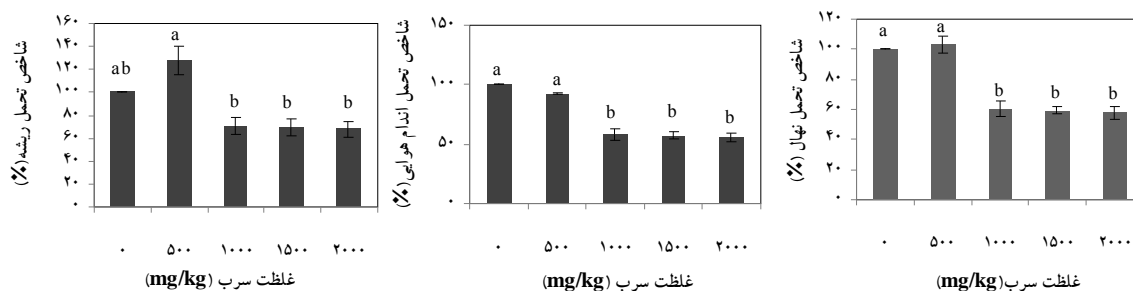 شاخص تحمل ریشه(%)
۱۶۰
۱۴۰
۱۲۰
۱۰۰
۸۰
۶۰
۴۰
۲۰
۰
ab
a
b
b
b
۰ ۵۰۰ ۱۰۰۰ ۱۵۰۰ ۲۰۰۰
غلظت سرب (mg/kg)
شاخص تحمل اندام هوایی(%)
۱۵۰
۱۰۰
۵۰
۰
a
a
b
b
b
۰ ۵۰۰ ۱۰۰۰ ۱۵۰۰ ۲۰۰۰
غلظت سرب (mg/kg)
شاخص تحمل نهال (%)
۱۲۰
۱۰۰
۸۰
۶۰
۴۰
۲۰
۰
a
a
b
b
b
۰ ۵۰۰ ۱۰۰۰ ۱۵۰۰ ۲۰۰۰
غلظت سرب(mg/kg)